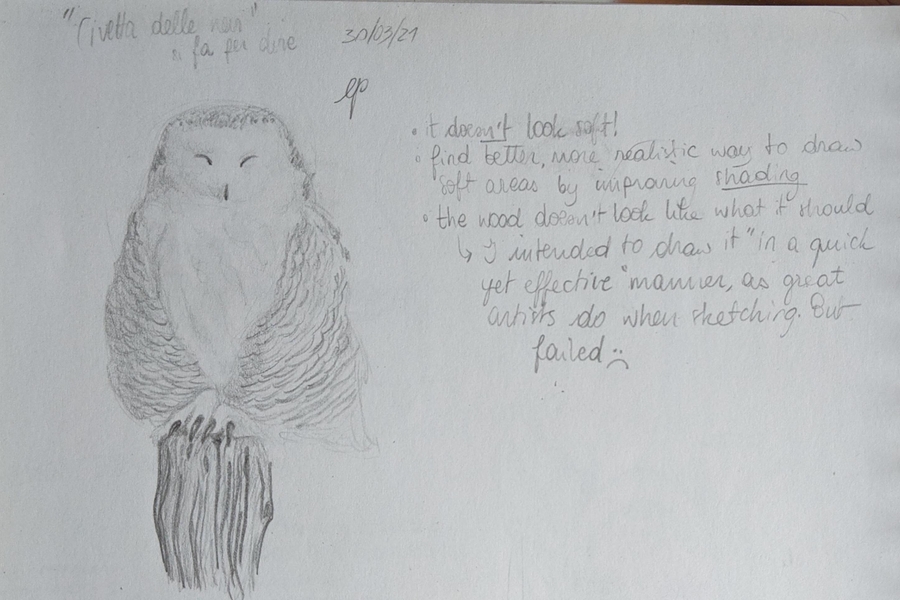 "Civetta delle nevi"
si fa per dire
30/03/21
• it doesn't look soft!
• find better, more realistic way to draw
soft areas by improving shading
• the wood doesn't look like what it should
↳ I intended to draw it "in a quick
yet effective" manner, as great
artists do when sketching. But
failed :(